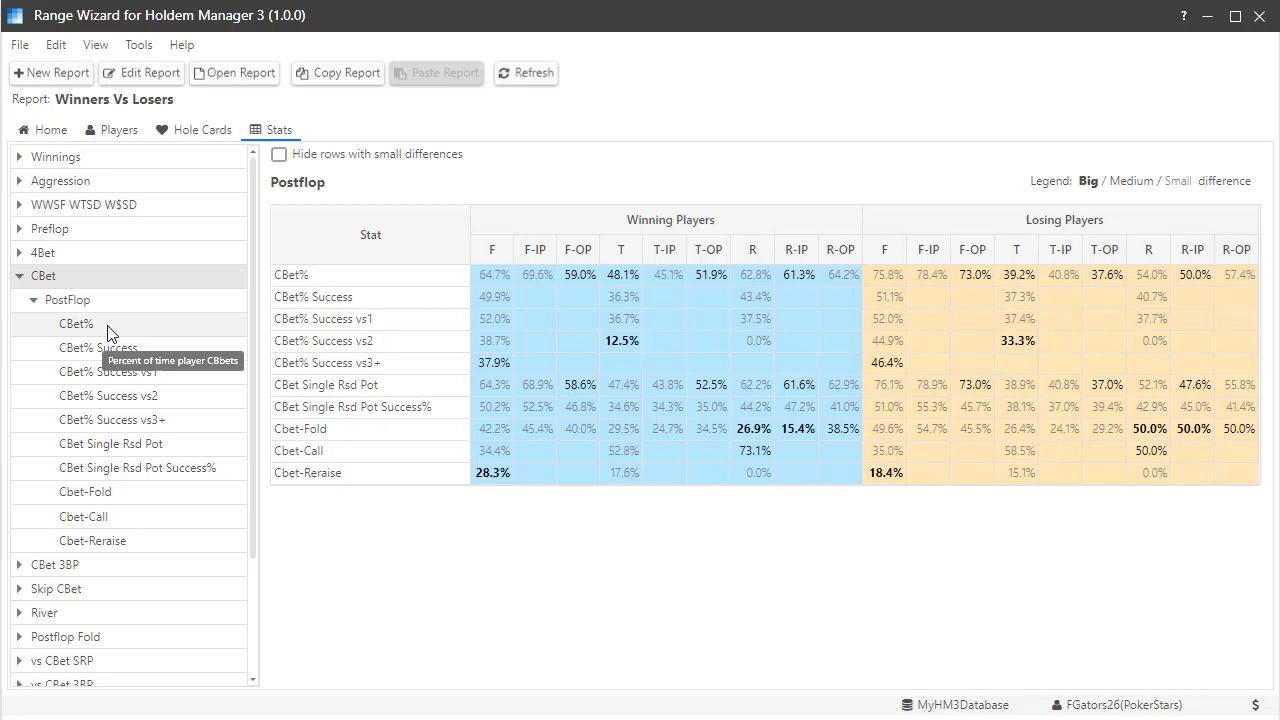 Range Wizard for Holdem Manager 3 (1.0.0)
?
File Edit View Tools Help
New Report Edit Report Open Report Copy Report Paste Report Refresh
Report: Winners Vs Losers
Home Players Hole Cards Stats
Winnings
Aggression
WWSF WTSD W$SD
Preflop
4Bet
CBet
PostFlop
CBet%
CBet% Success
Percent of time player CBbets
CBet% Success vs1
CBet% Success vs2
CBet% Success vs3+
CBet Single Rsd Pot
CBet Single Rsd Pot Success%
Cbet-Fold
Cbet-Call
Cbet-Reraise
CBet 3BP
Skip CBet
River
Postflop Fold
vs CBet SRP
vs CBet 3BP
Hide rows with small differences
Postflop
Legend: Big / Medium / Small difference
Stat Winning Players Losing Players
F F-IP F-OP T T-IP T-OP R R-IP R-OP F F-IP F-OP T T-IP T-OP R R-IP R-OP
CBet% 64.7% 69.6% 59.0% 48.1% 45.1% 51.9% 62.8% 61.3% 64.2% 75.8% 78.4% 73.0% 39.2% 40.8% 37.6% 54.0% 50.0% 57.4%
CBet% Success 49.9% 36.3% 43.4% 51.1% 37.3% 40.7%
CBet% Success vs1 52.0% 36.7% 37.5% 52.0% 37.4% 37.7%
CBet% Success vs2 38.7% 12.5% 0.0% 44.9% 33.3% 0.0%
CBet% Success vs3+ 37.9% 46.4%
CBet Single Rsd Pot 64.3% 68.9% 58.6% 47.4% 43.8% 52.5% 62.2% 61.6% 62.9% 76.1% 78.9% 73.0% 38.9% 40.8% 37.0% 52.1% 47.6% 55.8%
CBet Single Rsd Pot Success% 50.2% 52.5% 46.8% 34.6% 34.3% 35.0% 44.2% 47.2% 41.0% 51.0% 55.3% 45.7% 38.1% 37.0% 39.4% 42.9% 45.0% 41.4%
Cbet-Fold 42.2% 45.4% 40.0% 29.5% 24.7% 34.5% 26.9% 15.4% 38.5% 49.6% 54.7% 45.5% 26.4% 24.1% 29.2% 50.0% 50.0% 50.0%
Cbet-Call 34.4% 52.8% 73.1% 35.0% 58.5% 50.0%
Cbet-Reraise 28.3% 17.6% 0.0% 18.4% 15.1% 0.0%
MyHM3Database FGators26(PokerStars) $